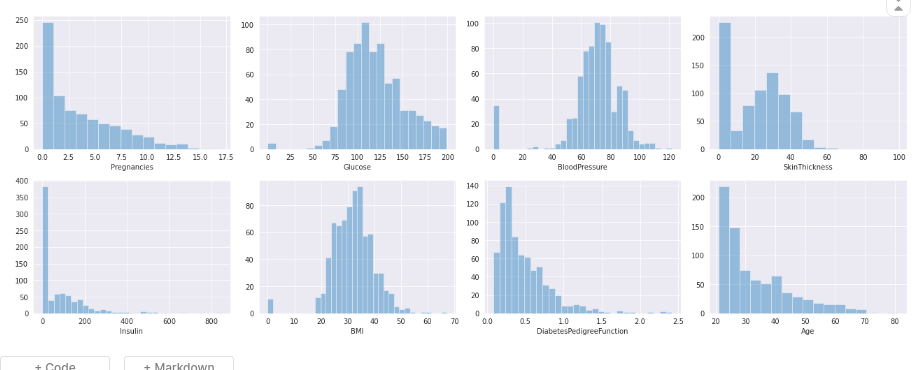 250
200
150
100
50
0
0.0 2.5 5.0 7.5 10.0 12.5 15.0 17.5
Pregnancies
100
80
60
40
20
0
0 25 50 75 100 125 150 175 200
Glucose
100
80
60
40
20
0
0 20 40 60 80 100 120
BloodPressure
200
150
100
50
0
0 20 40 60 80 100
SkinThickness
400
350
300
250
200
150
100
50
0
0 200 400 600 800
Insulin
80
60
40
20
0
0 10 20 30 40 50 60 70
BMI
140
120
100
80
60
40
20
0
0.0 0.5 1.0 1.5 2.0 2.5
DiabetesPedigreeFunction
200
150
100
50
0
20 30 40 50 60 70 80
Age
+ Code + Markdown